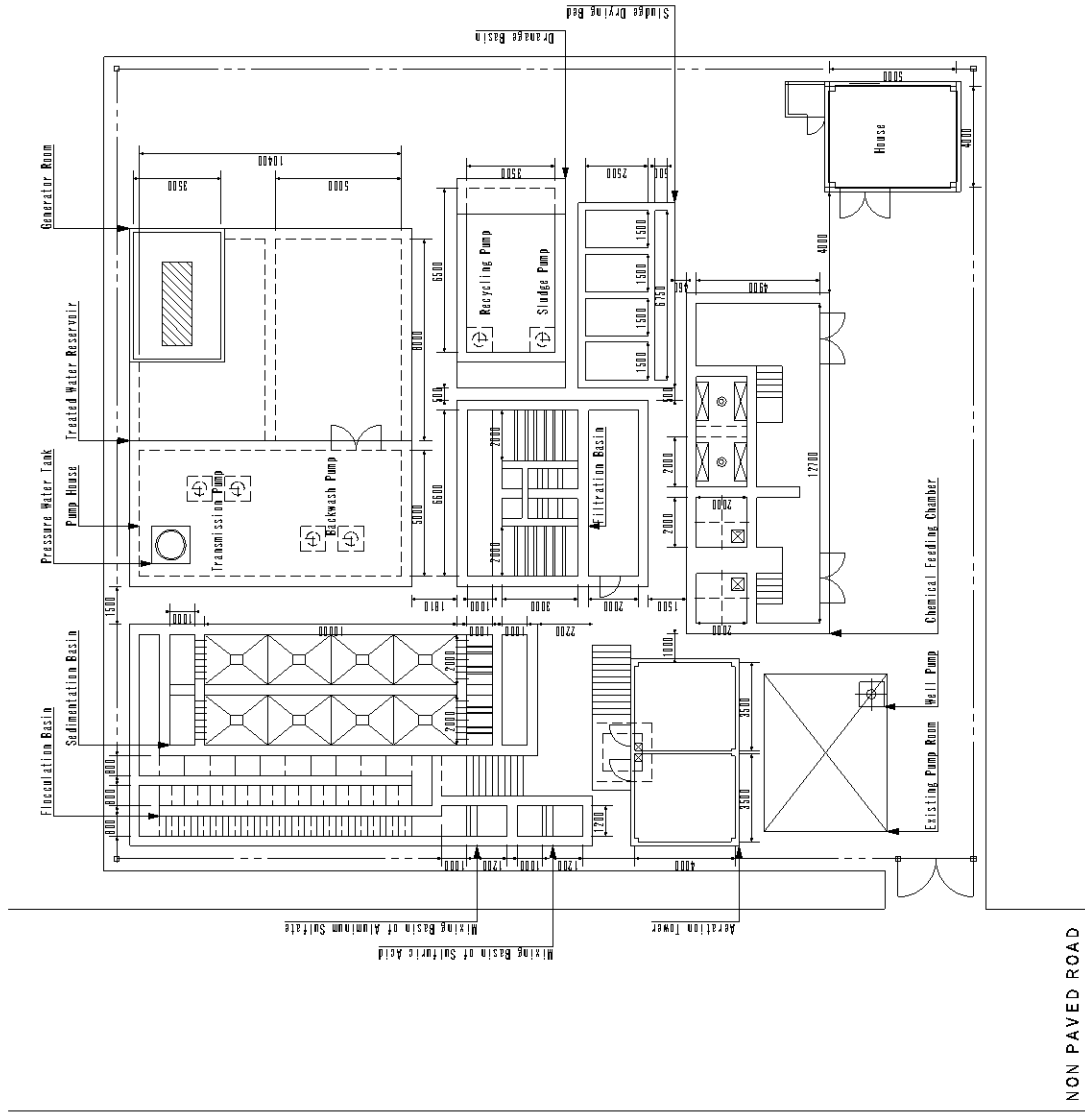 Sludge Drying Bed
Dranage Basin
Generator Room
Treated Water Reservoir
Pressure Water Tank
Pump House
Sedimentation Basin
Flocculation Basin
3500
10400
5000
8000
5000
Transmission Pump
Backwash Pump
3500
6500
Recycling Pump
Sludge Pump
2500
600
1500
1500
1500
1500
6750
460
500
500
5000
4000
House
4000
4900
12700
2000
2000
2000
2000
6600
2000
2000
Filtration Basin
1500
1810
1000
3000
2000
1500
1000
10000
1000
1000
2200
2000
2000
800
800
800
1000
1200
1000
1200
1200
1000
3500
3500
4000
Chemical Feeding Chamber
Well Pump
Existing Pump Room
Mixing Basin of Aluminum Sulfate
Mixing Basin of Sulfuric Acid
Aeration Tower
NON PAVED ROAD